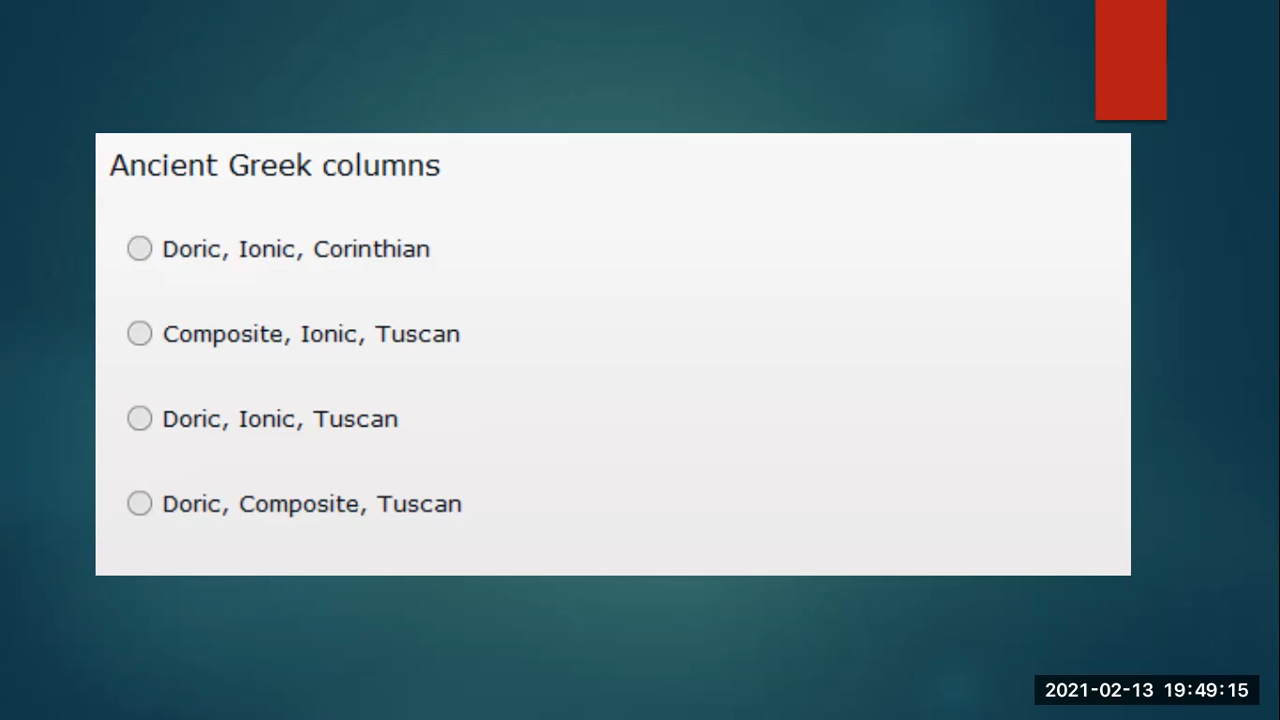 Ancient Greek columns
Doric, Ionic, Corinthian
Composite, Ionic, Tuscan
Doric, Ionic, Tuscan
Doric, Composite, Tuscan
2021-02-13 19:49:15